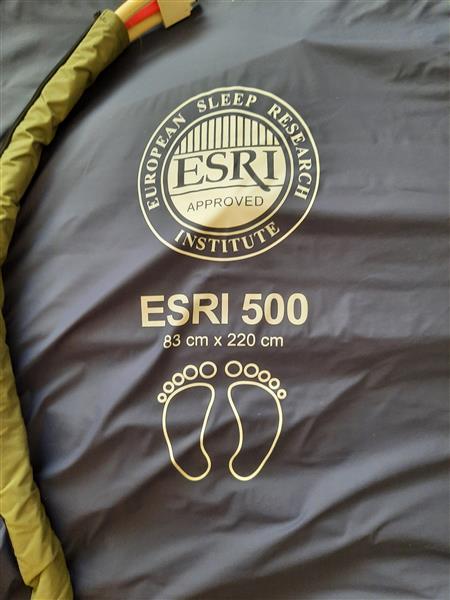 EUROPEAN SLEEP RESEARCH
ESRI
APPROVED
INSTITUTE
ESRI 500
83 cm x 220 cm